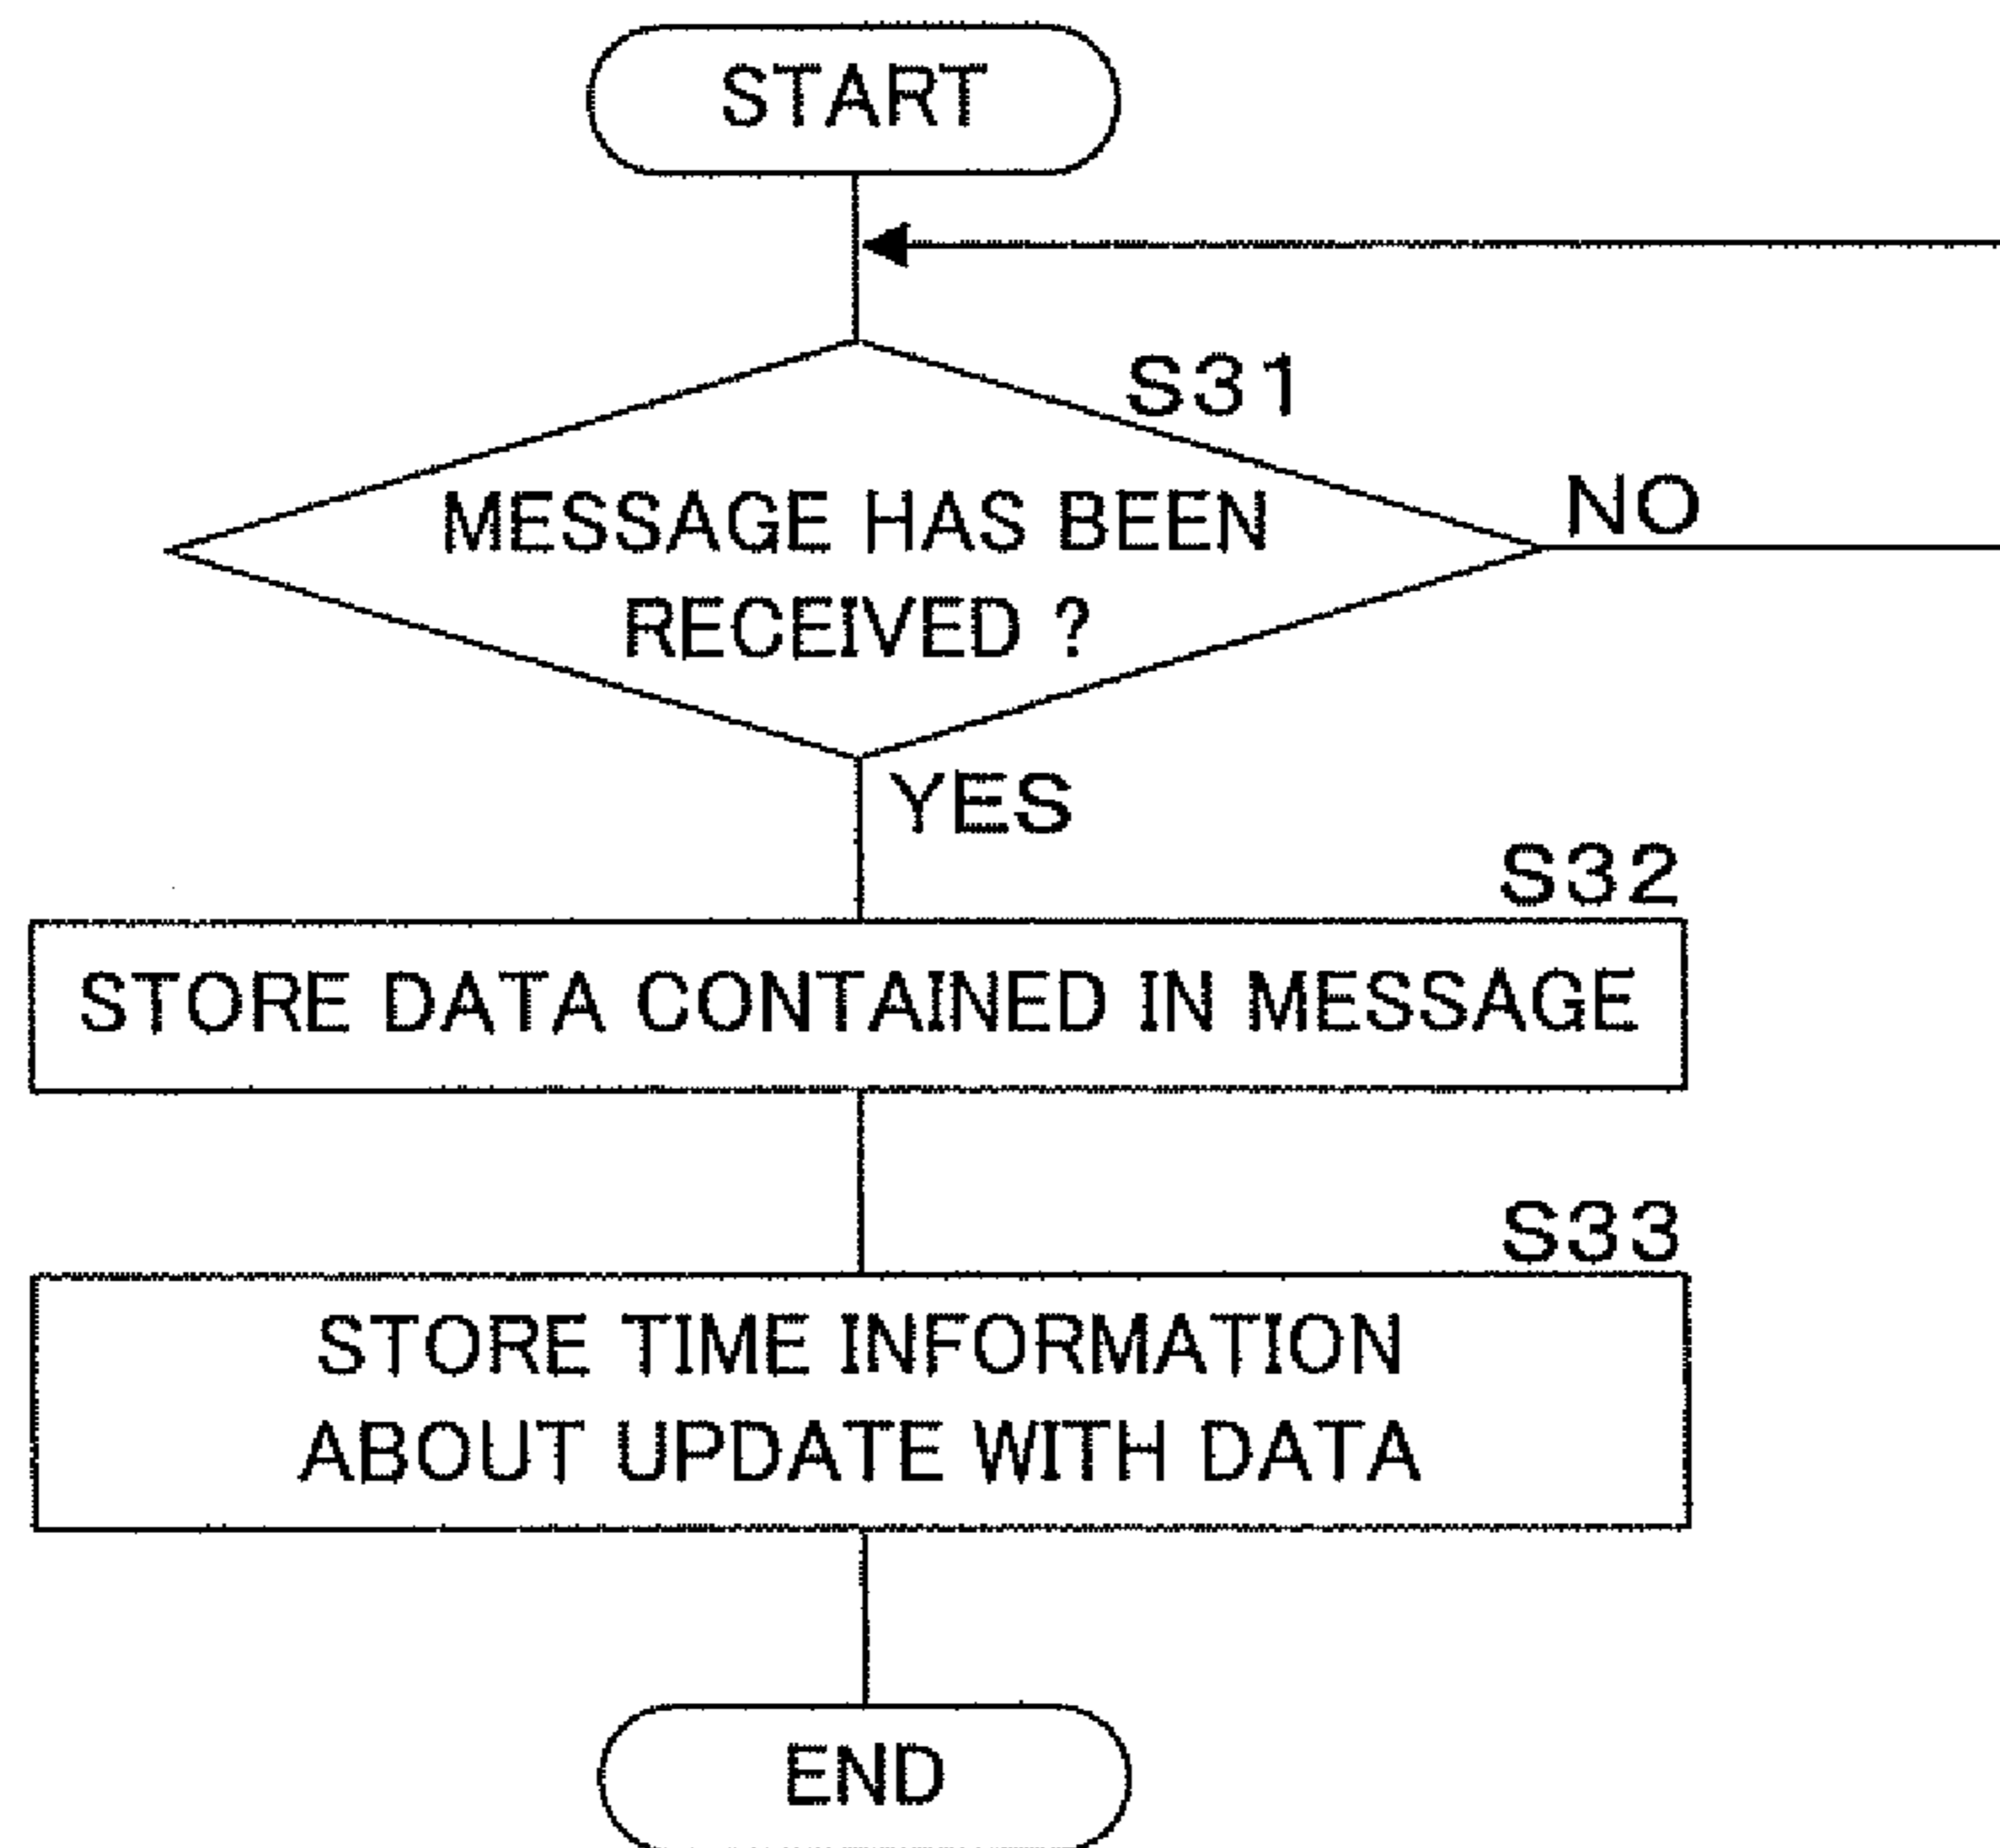 START
S31
MESSAGE HAS BEEN
RECEIVED ?
NO
YES
S32
STORE DATA CONTAINED IN MESSAGE
S33
STORE TIME INFORMATION
ABOUT UPDATE WITH DATA
END